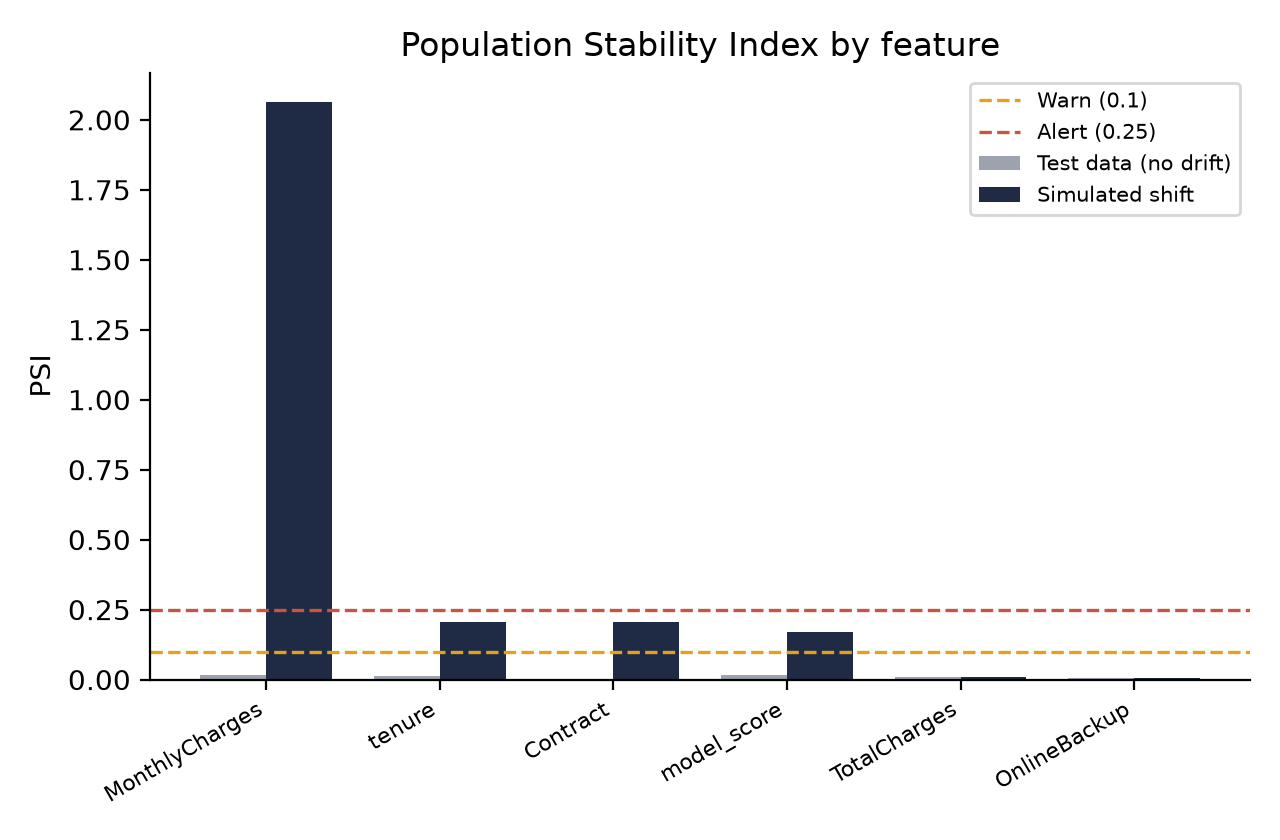 Population Stability Index by feature
Warn (0.1)
Alert (0.25)
Test data (no drift)
Simulated shift
PSI
2.00
1.75
1.50
1.25
1.00
0.75
0.50
0.25
0.00
MonthlyCharges
tenure
Contract
model_score
TotalCharges
OnlineBackup